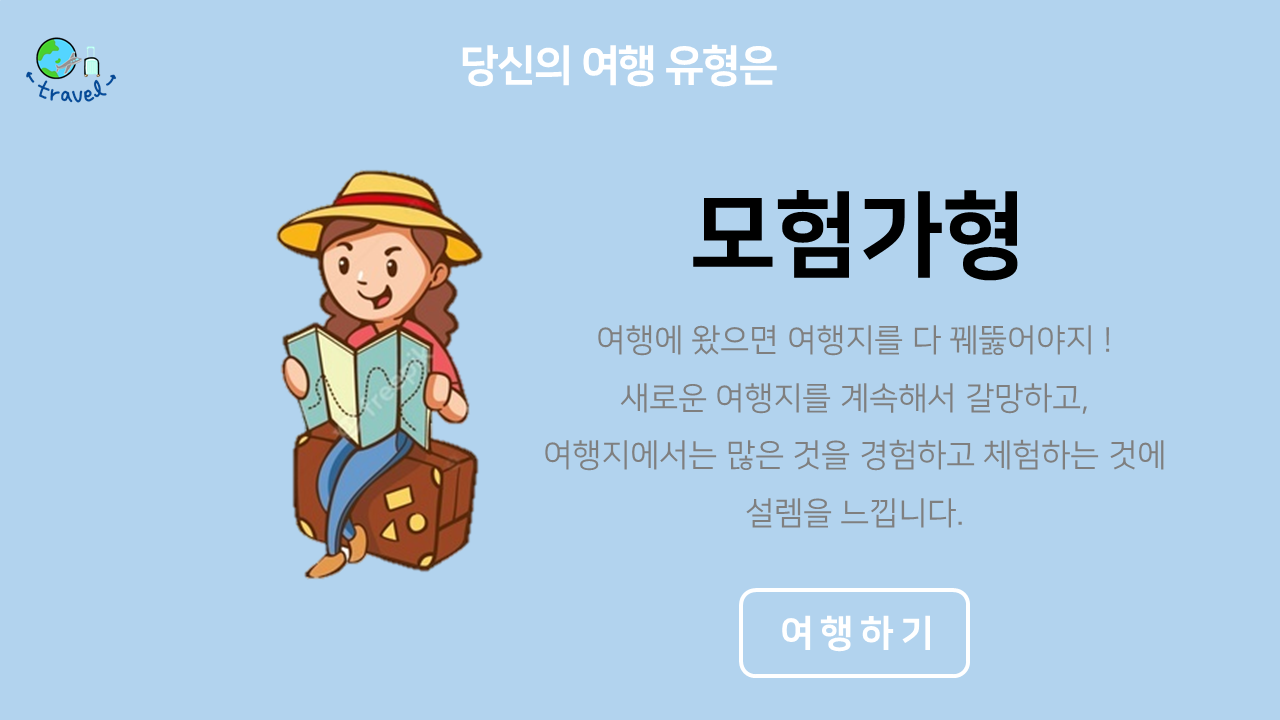 당신의 여행 유형은
On
travel
모험가형
여행에 왔으면 여행지를 다 꿰뚫어야지 !
새로운 여행지를 계속해서 갈망하고,
여행지에서는 많은 것을 경험하고 체험하는 것에
설렘을 느낍니다.
freepik
여행하기